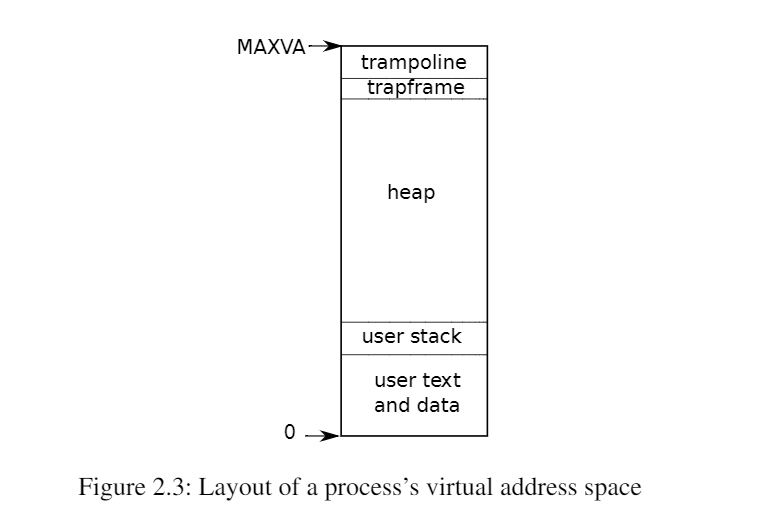 MAXVA
trampoline
trapframe
heap
user stack
user text
and data
0
Figure 2.3: Layout of a process’s virtual address space